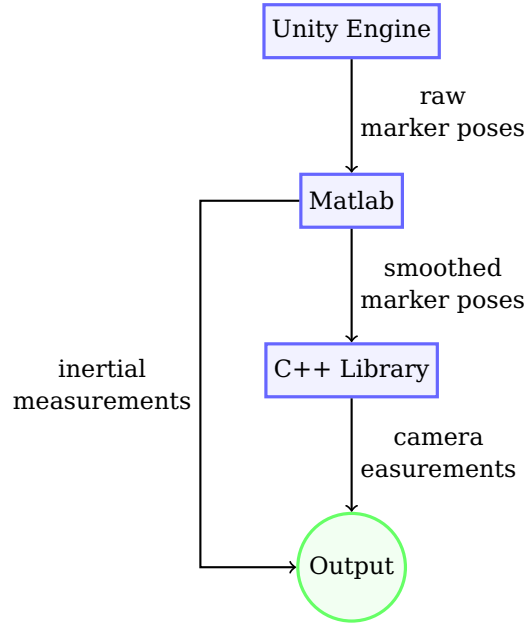 Unity Engine
raw
marker poses
Matlab
smoothed
marker poses
inertial
measurements
C++ Library
camera
easurements
Output